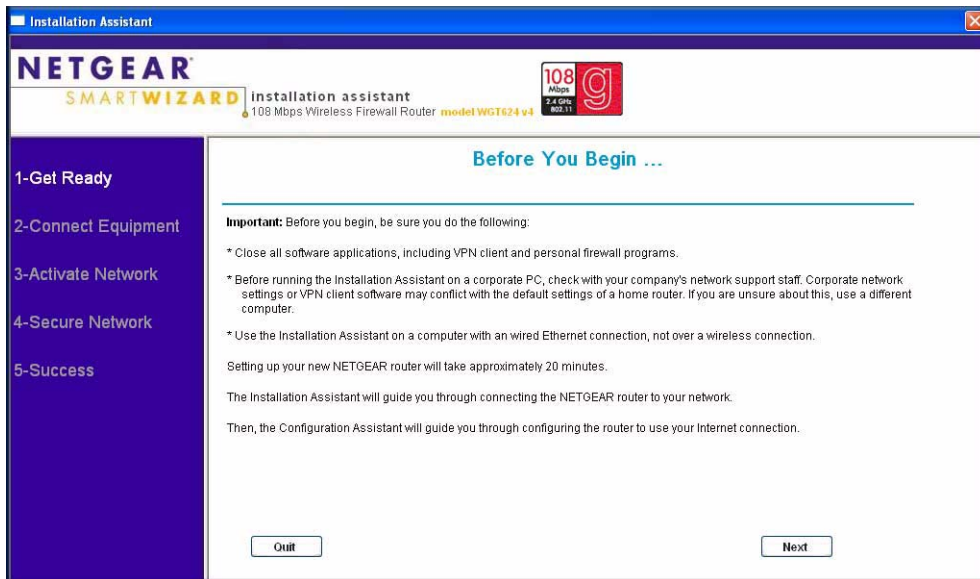 Installation Assistant
NETGEAR
SMARTWIZARD
installation assistant
108 Mbps Wireless Firewall Router model WGT624 v4
108
Mbps
2.4 GHz
802.11
g
1-Get Ready
2-Connect Equipment
3-Activate Network
4-Secure Network
5-Success
Before You Begin ...
Important: Before you begin, be sure you do the following:
* Close all software applications, including VPN client and personal firewall programs.
* Before running the Installation Assistant on a corporate PC, check with your company's network support staff. Corporate network
settings or VPN client software may conflict with the default settings of a home router. If you are unsure about this, use a different
computer.
* Use the Installation Assistant on a computer with an wired Ethernet connection, not over a wireless connection.
Setting up your new NETGEAR router will take approximately 20 minutes.
The Installation Assistant will guide you through connecting the NETGEAR router to your network.
Then, the Configuration Assistant will guide you through configuring the router to use your Internet connection.
Quit
Next